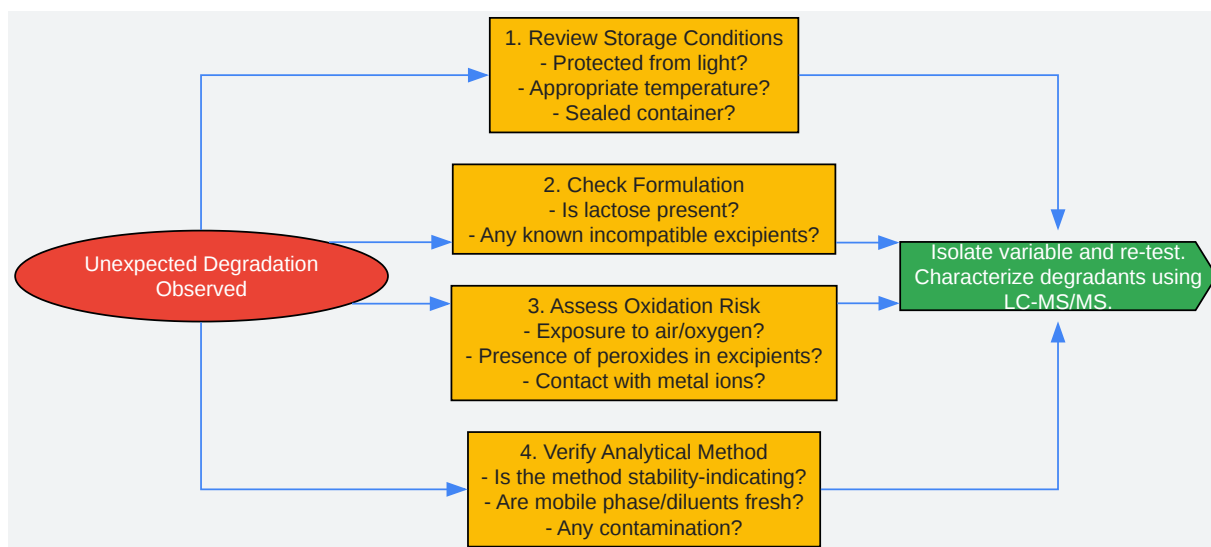 1. Review Storage Conditions
- Protected from light?
- Appropriate temperature?
- Sealed container?
2. Check Formulation
- Is lactose present?
- Any known incompatible excipients?
Unexpected Degradation
Observed
Isolate variable and re-test.
Characterize degradants using
LC-MS/MS.
3. Assess Oxidation Risk
- Exposure to air/oxygen?
- Presence of peroxides in excipients?
- Contact with metal ions?
4. Verify Analytical Method
- Is the method stability-indicating?
- Are mobile phase/diluents fresh?
- Any contamination?